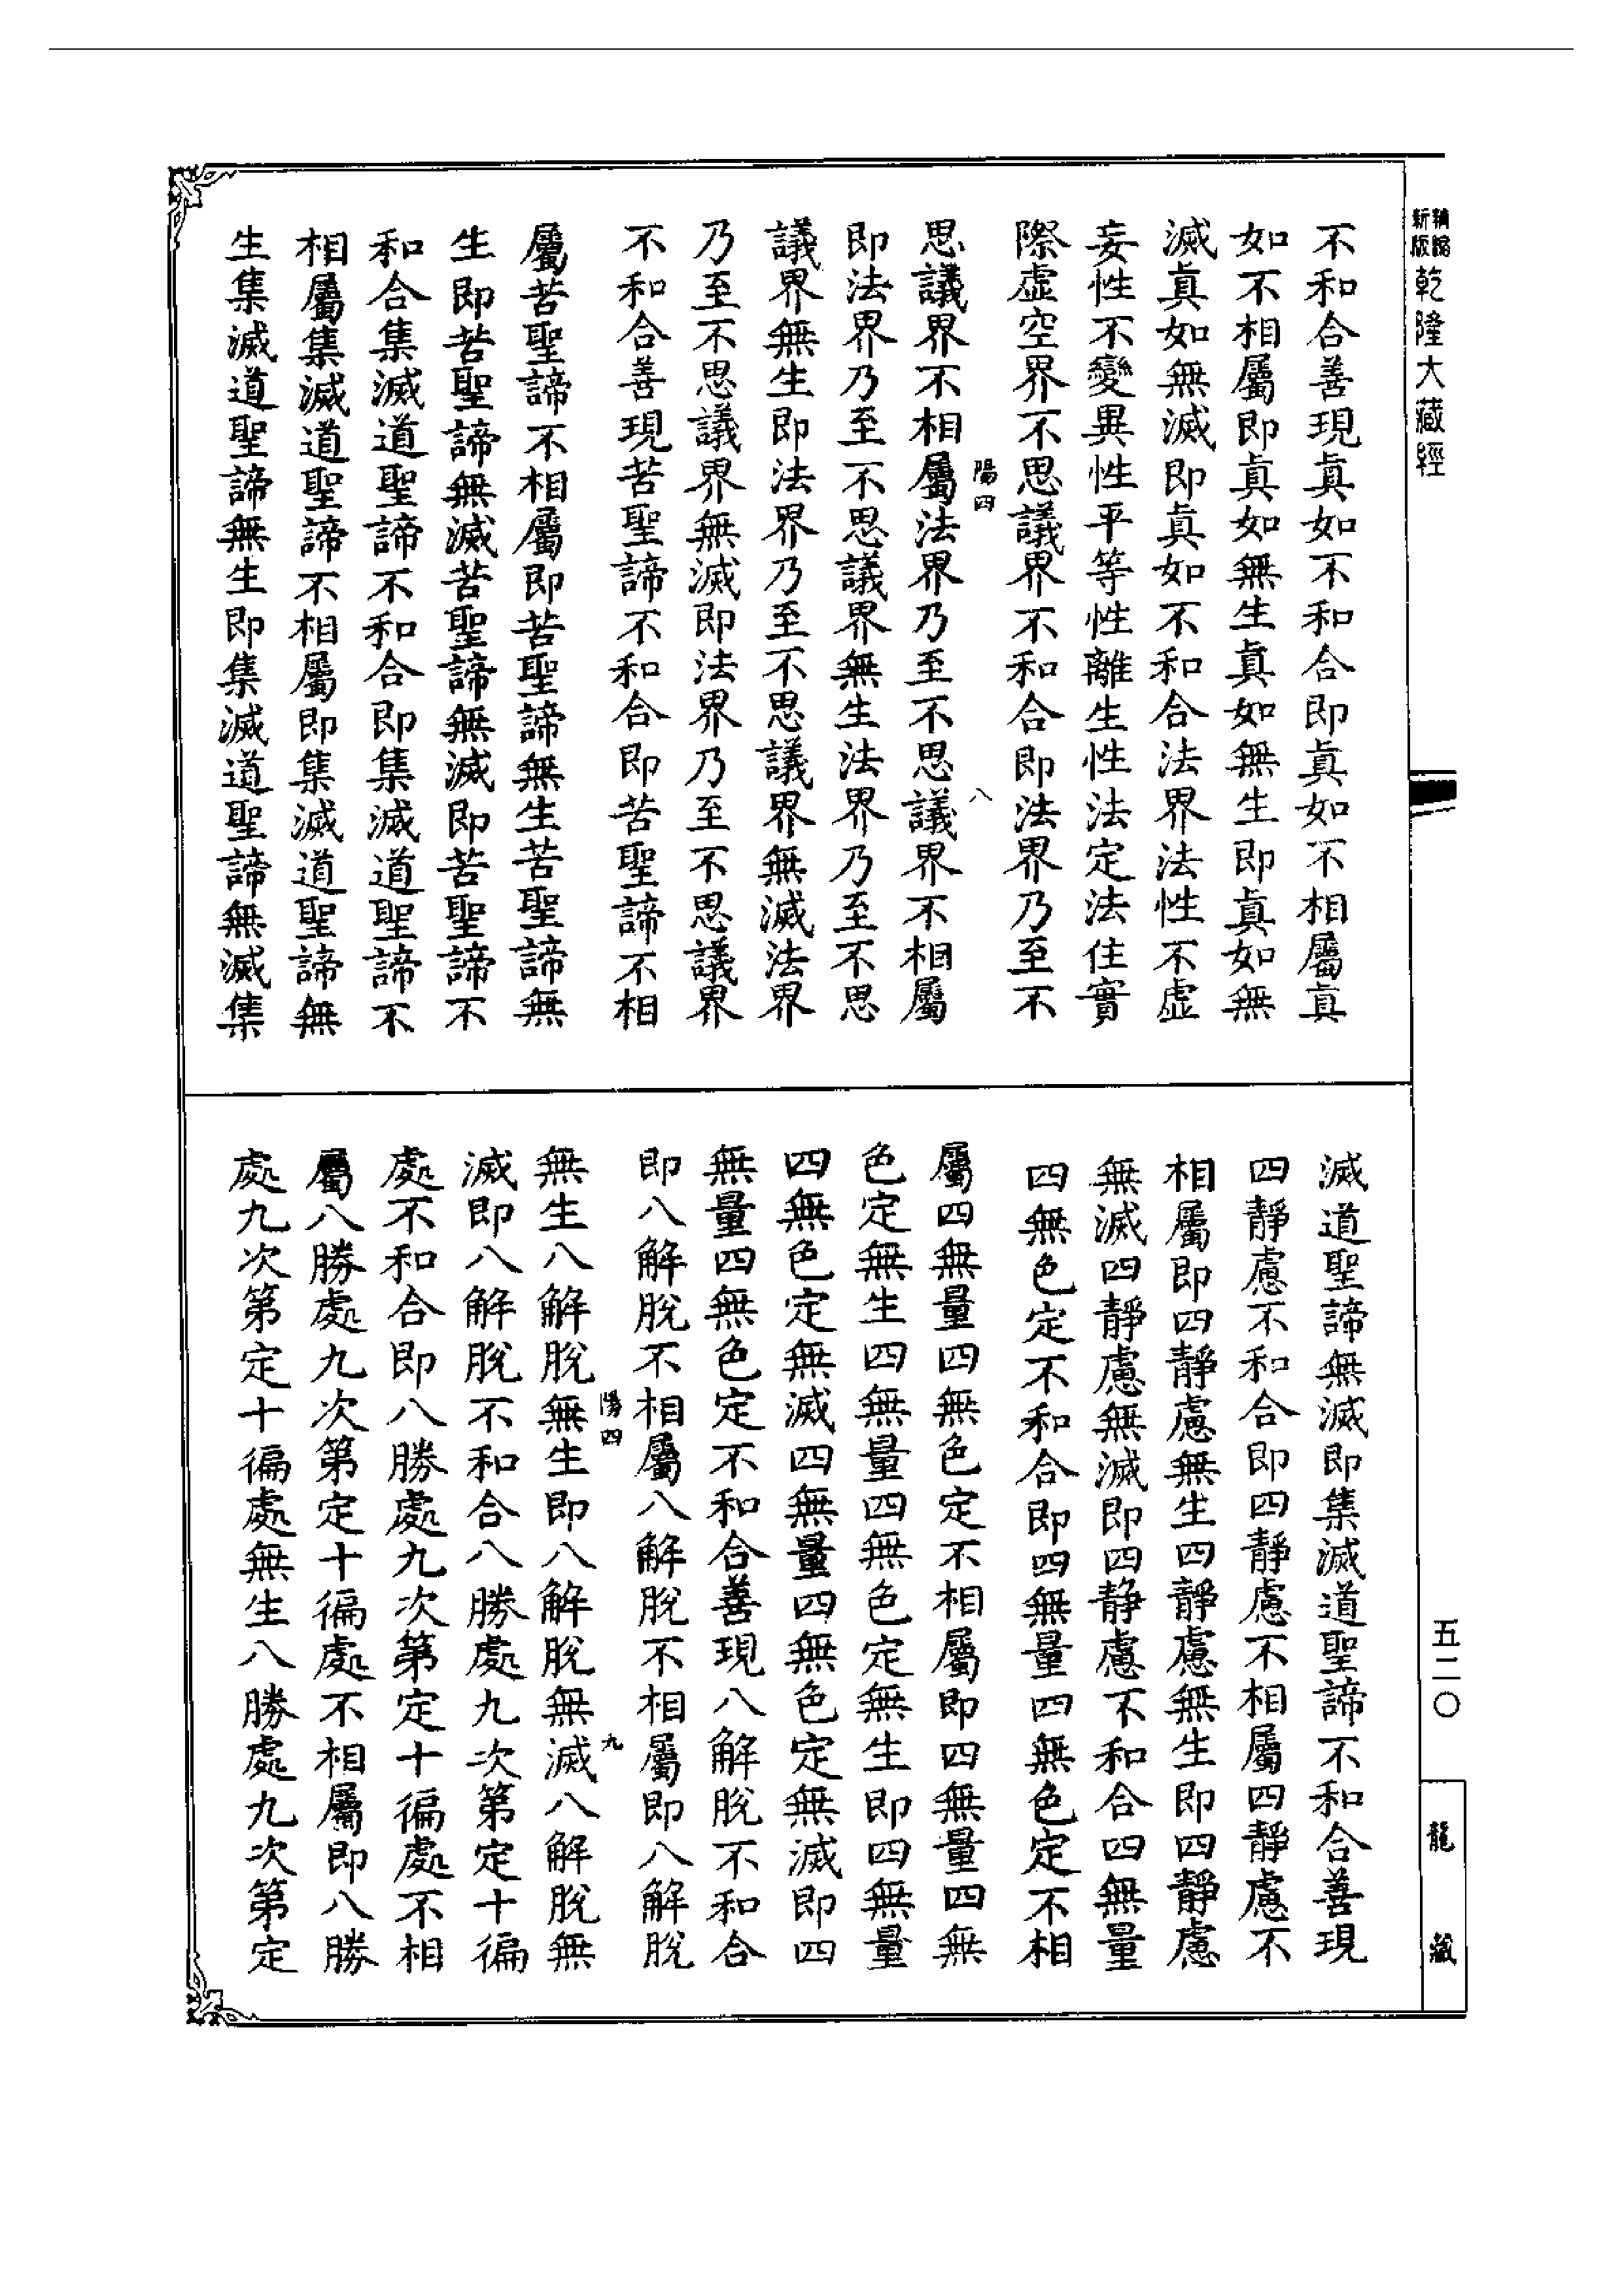 新版精縮
乾隆大藏經
不和合善現真如不和合即真如不相屬真
如不相屬即真如無生真如無生即真如無
滅真如無滅即真如不和合法界法性不虛
妄性不變異性平等性離生性法定法住實
際虛空界不思議界不和合即法界乃至不
陽四
八
思議界不相屬法界乃至不思議界不相屬
即法界乃至不思議界無生法界乃至不思
議界無生即法界乃至不思議界無滅法界
乃至不思議界無滅即法界乃至不思議界
不和合善現苦聖諦不和合即苦聖諦不相
屬苦聖諦不相屬即苦聖諦無生苦聖諦無
生即苦聖諦無滅苦聖諦無滅即苦聖諦不
和合集滅道聖諦不和合即集滅道聖諦不
相屬集滅道聖諦不相屬即集滅道聖諦無
生集滅道聖諦無生即集滅道聖諦無滅集
滅道聖諦無滅即集滅道聖諦不和合善現
四靜慮不和合即四靜慮不相屬四靜慮不
相屬即四靜慮無生四靜慮無生即四靜慮
無滅四靜慮無滅即四靜慮不和合四無量
四無色定不和合即四無量四無色定不相
屬四無量四無色定不相屬即四無量四無
色定無生四無量四無色定無生即四無量
四無色定無滅四無量四無色定無滅即四
無量四無色定不和合善現八解脫不和合
即八解脫不相屬八解脫不相屬即八解脫
陽四
九
無生八解脫無生即八解脫無滅八解脫無
滅即八解脫不和合八勝處九次第定十徧
處不和合即八勝處九次第定十徧處不相
屬八勝處九次第定十徧處不相屬即八勝
處九次第定十徧處無生八勝處九次第定
五二〇
龍藏